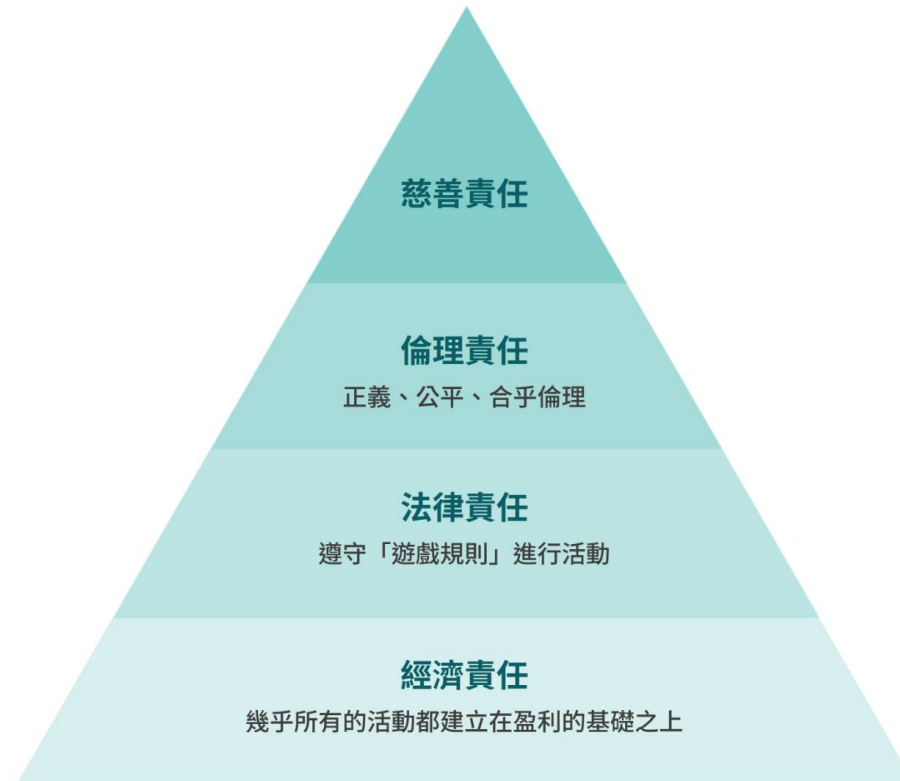 慈善責任
倫理責任
正義、公平、合乎倫理
法律責任
遵守「遊戲規則」進行活動
經濟責任
幾乎所有的活動都建立在盈利的基礎之上